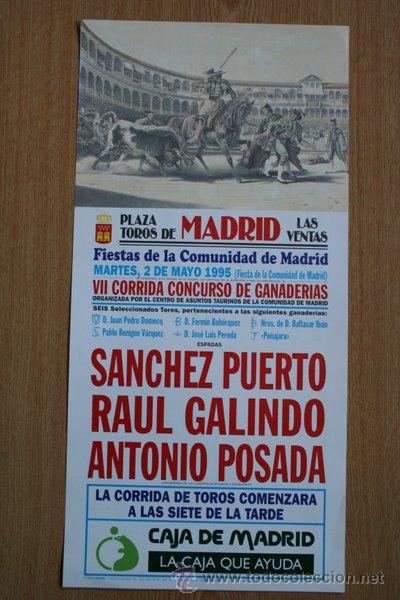 PLAZA TOROS DE MADRID LAS VENTAS
Fiestas de la Comunidad de Madrid
MARTES, 2 DE MAYO 1995 (Fiesta de la Comunidad de Madrid)
VII CORRIDA CONCURSO DE GANADERIAS
ORGANIZADA POR EL CENTRO DE ASUNTOS TAURINOS DE LA COMUNIDAD DE MADRID
SEIS Seleccionados Toros, pertenecientes a las siguientes ganaderías:
D. Juan Pedro Domecq D. Fermín Bohórquez Hros. de D. Baltasar Ibán
Pablo Benigno Vázquez D. José Luis Pereda «Peñajara»
ESPADAS
SANCHEZ PUERTO
RAUL GALINDO
ANTONIO POSADA
LA CORRIDA DE TOROS COMENZARA
A LAS SIETE DE LA TARDE
CAJA DE MADRID
LA CAJA QUE AYUDA
todocoleccion.net